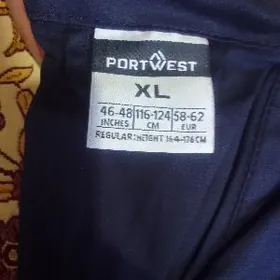 PORTWEST
XL
46-48 116-124 58-62
INCHES CM EUR
REGULAR:HEIGHT 164-176CM